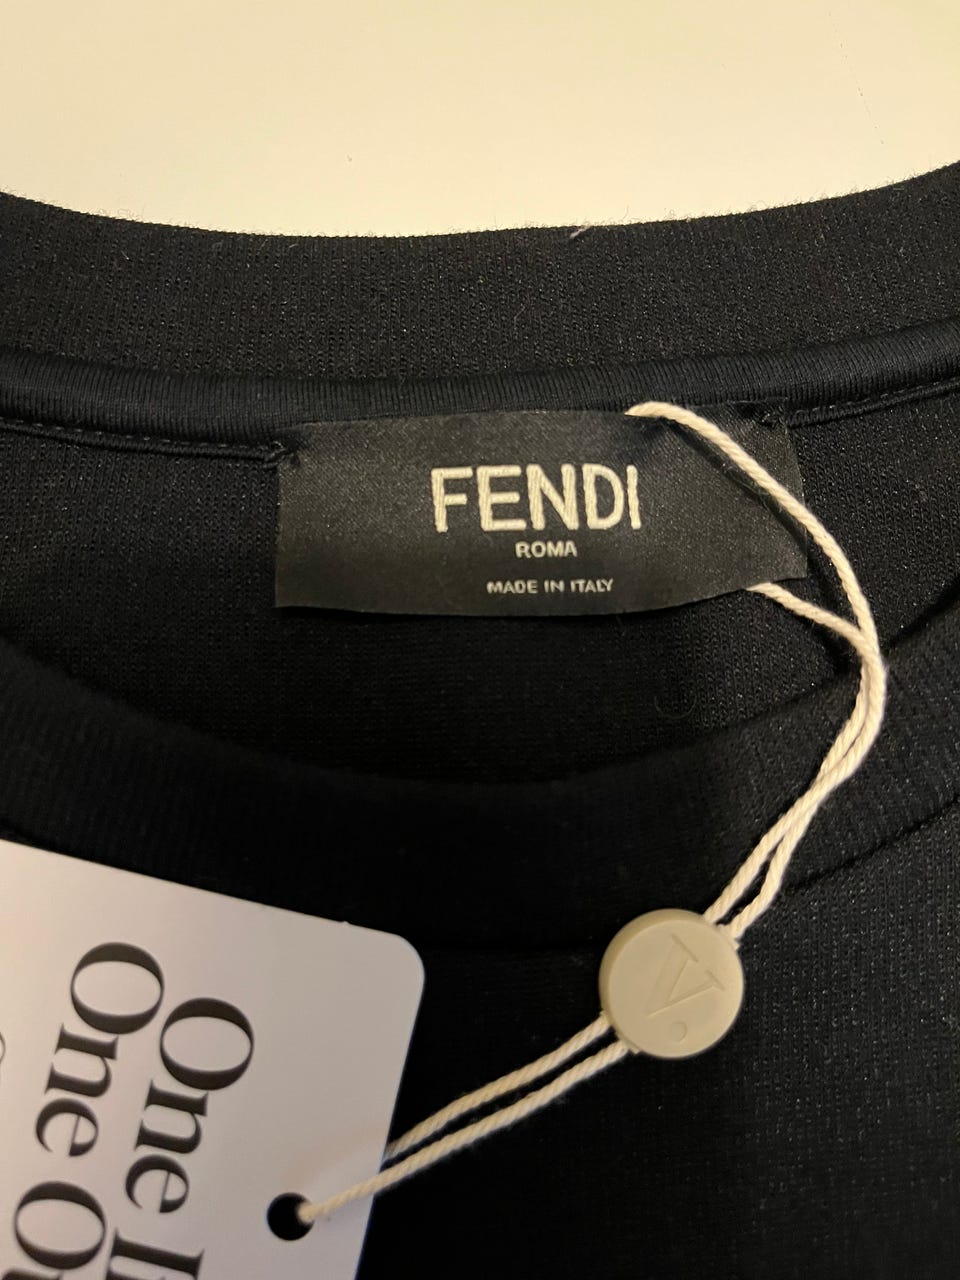 FENDI
ROMA
MADE IN ITALY
V.
One
One